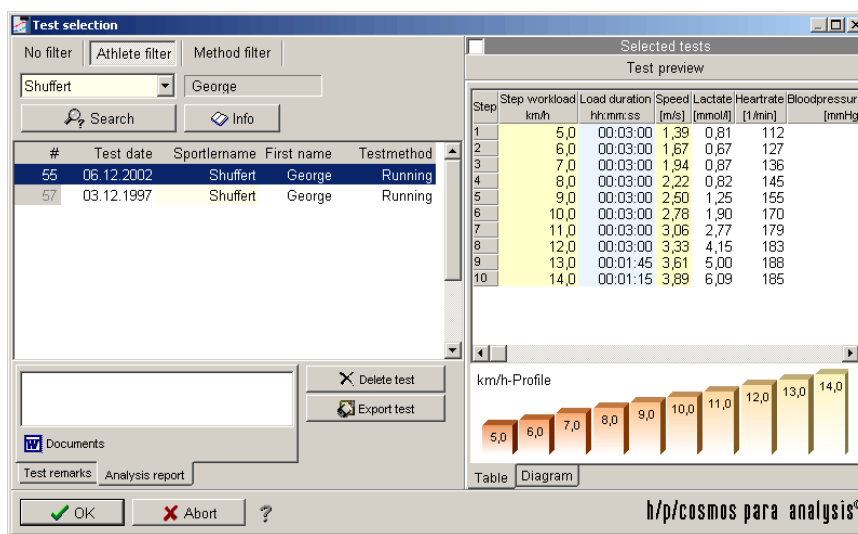 Test selection
No filter Athlete filter Method filter
Shuffert George
Search Info
# Test date Sportlername First name Testmethod
55 06.12.2002 Shuffert George Running
57 03.12.1997 Shuffert George Running
Delete test
Export test
Documents
Test remarks Analysis report
OK Abort ?
Selected tests
Test preview
Step Step workload Load duration Speed Lactate Heartrate Bloodpressur
km/h hh:mm:ss [m/s] [mmol/l] [1/min] [mmHg
1 5,0 00:03:00 1,39 0,81 112
2 6,0 00:03:00 1,67 0,67 127
3 7,0 00:03:00 1,94 0,87 136
4 8,0 00:03:00 2,22 0,82 145
5 9,0 00:03:00 2,50 1,25 155
6 10,0 00:03:00 2,78 1,90 170
7 11,0 00:03:00 3,06 2,77 179
8 12,0 00:03:00 3,33 4,15 183
9 13,0 00:01:45 3,61 5,00 188
10 14,0 00:01:15 3,89 6,09 185
km/h-Profile
5,0 6,0 7,0 8,0 9,0 10,0 11,0 12,0 13,0 14,0
Table Diagram
h/p/cosmos para analysis©